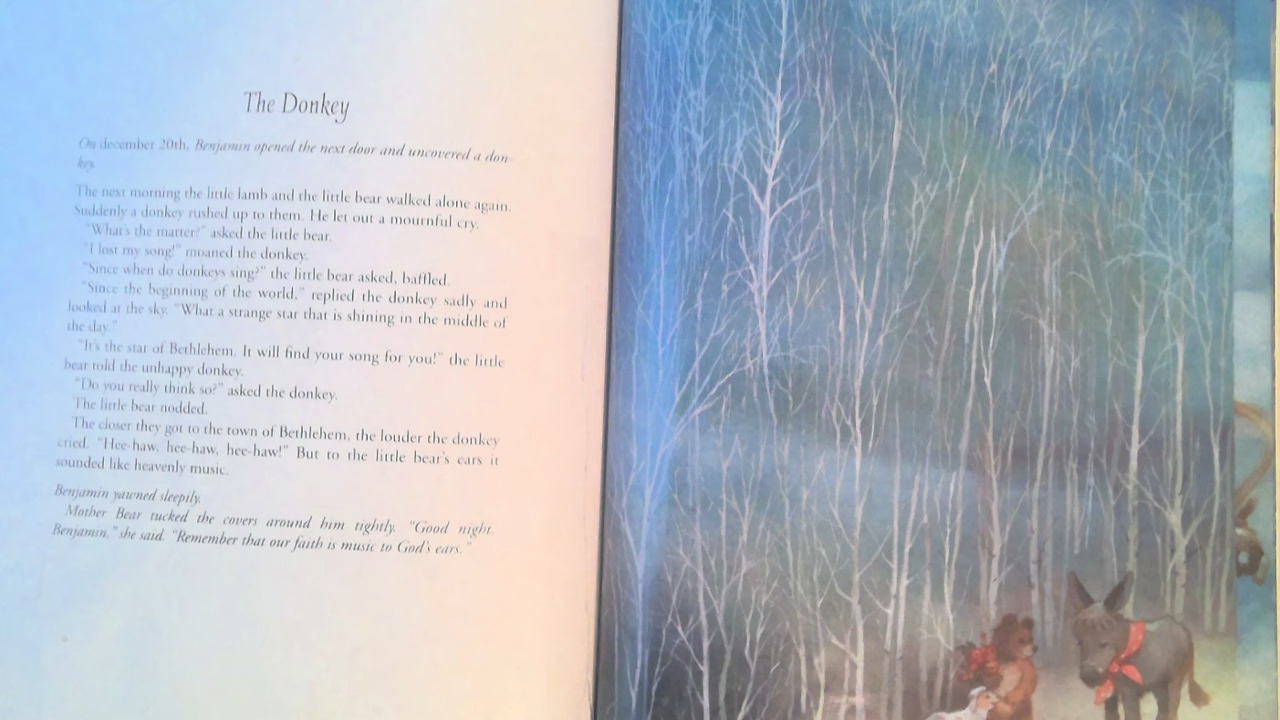 The Donkey
On december 20th, Benjamin opened the next door and uncovered a don-
key.
The next morning the little lamb and the little bear walked alone again.
Suddenly a donkey rushed up to them. He let out a mournful cry.
"What's the matter?" asked the little bear.
"I lost my song!" moaned the donkey.
"Since when do donkeys sing?" the little bear asked, baffled.
"Since the beginning of the world," replied the donkey sadly and
looked at the sky. "What a strange star that is shining in the middle of
the day."
"It's the star of Bethlehem. It will find your song for you!" the little
bear told the unhappy donkey.
"Do you really think so?" asked the donkey.
The little bear nodded.
The closer they got to the town of Bethlehem, the louder the donkey
cried. "Hee-haw, hee-haw, hee-haw!" But to the little bear's ears it
sounded like heavenly music.
Benjamin yawned sleepily.
Mother Bear tucked the covers around him tightly. "Good night,
Benjamin," she said. "Remember that our faith is music to God's ears."